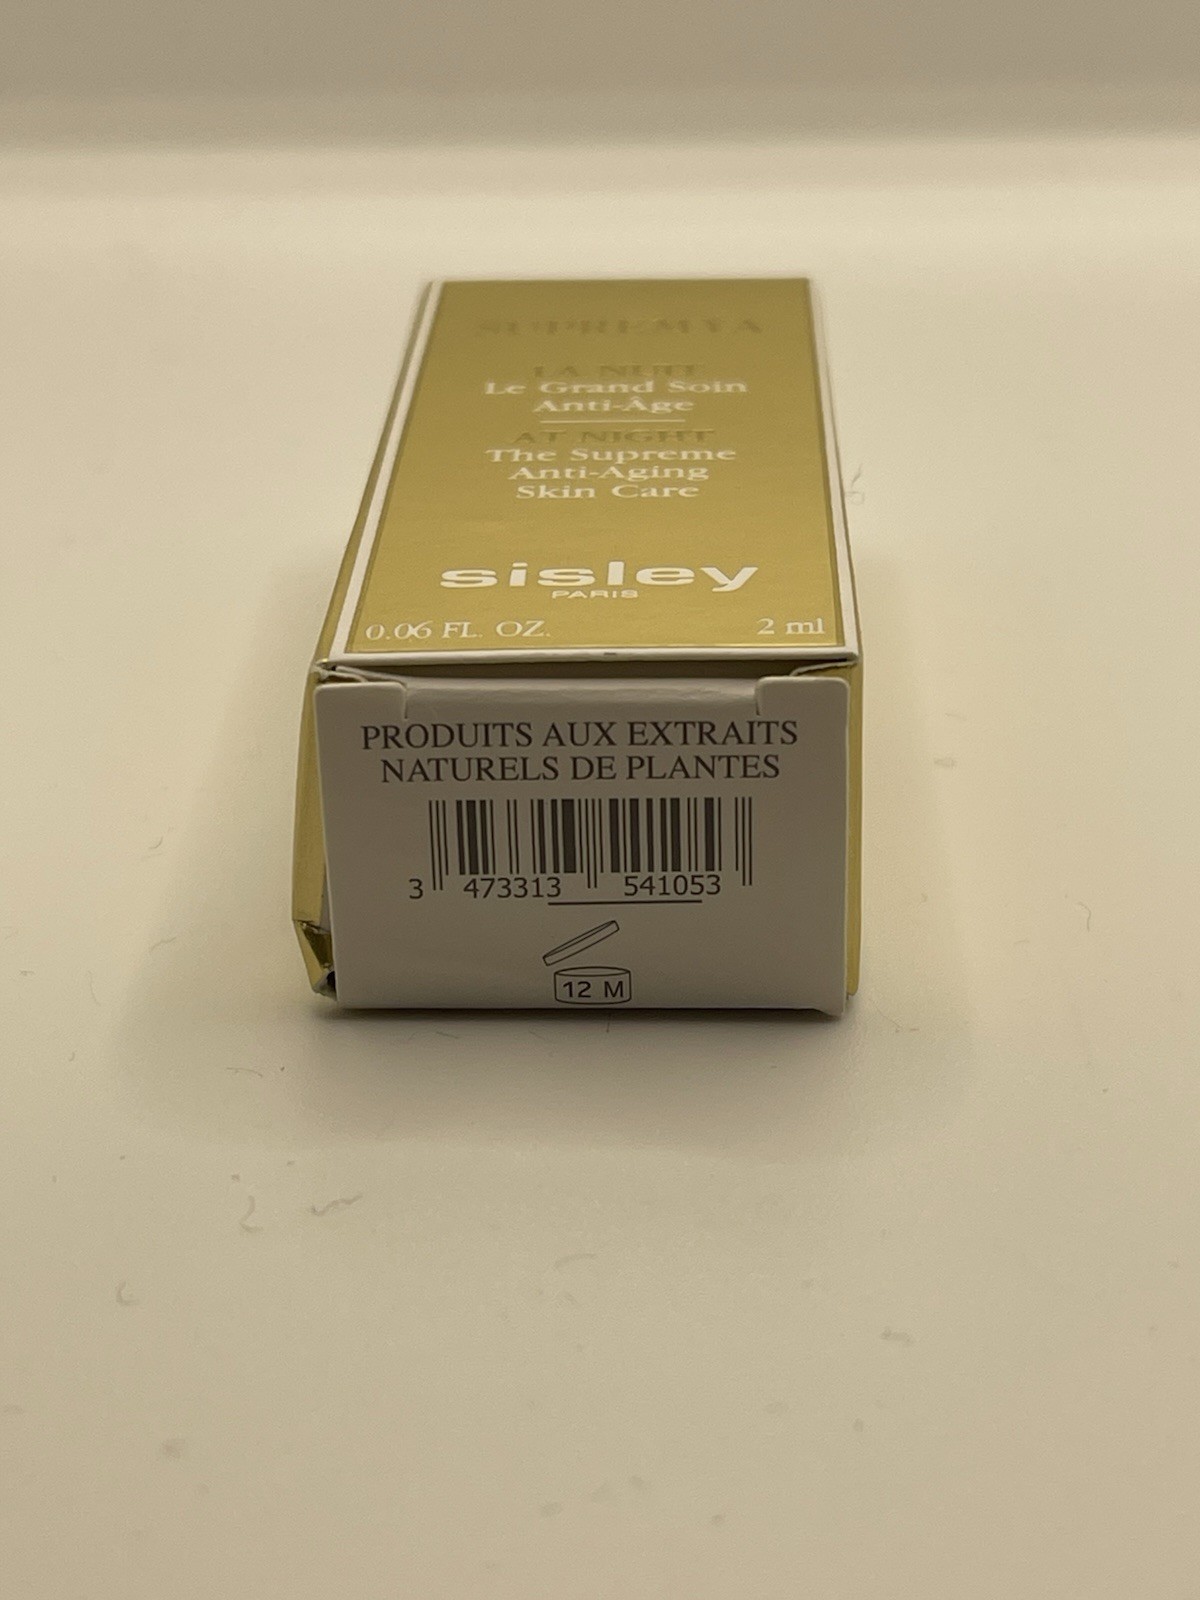 SUPREMŸA
LA NUIT
Le Grand Soin
Anti-Âge
AT NIGHT
The Supreme
Anti-Aging
Skin Care
sisley
PARIS
0.06 FL. OZ. 2 ml
PRODUITS AUX EXTRAITS
NATURELS DE PLANTES
3 473313 541053
12 M